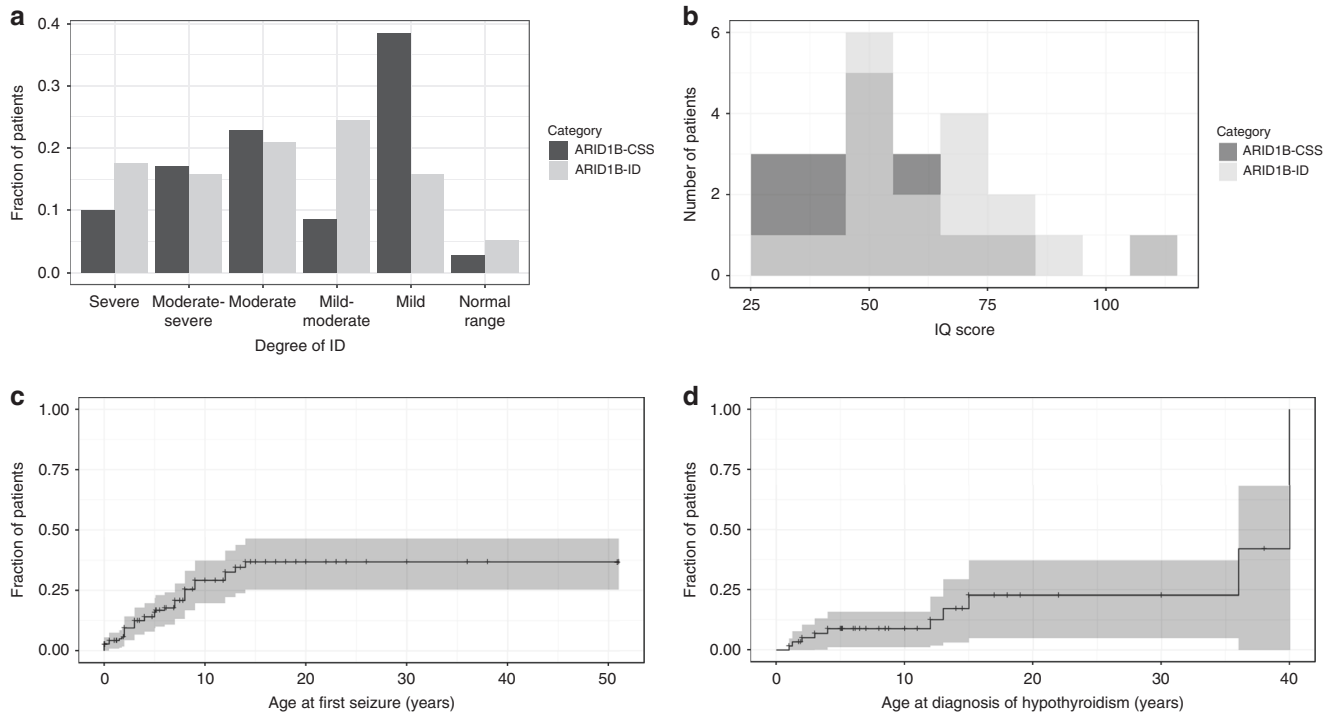 a
0.4
0.3
0.2
0.1
0.0
Fraction of patients
Severe Moderate- Moderate Mild- Mild Normal
severe moderate range
Degree of ID
Category
ARID1B-CSS
ARID1B-ID
b
6
4
2
0
Number of patients
25 50 75 100
IQ score
Category
ARID1B-CSS
ARID1B-ID
c
1.00
0.75
0.50
0.25
0.00
Fraction of patients
0 10 20 30 40 50
Age at first seizure (years)
d
1.00
0.75
0.50
0.25
0.00
Fraction of patients
0 10 20 30 40
Age at diagnosis of hypothyroidism (years)